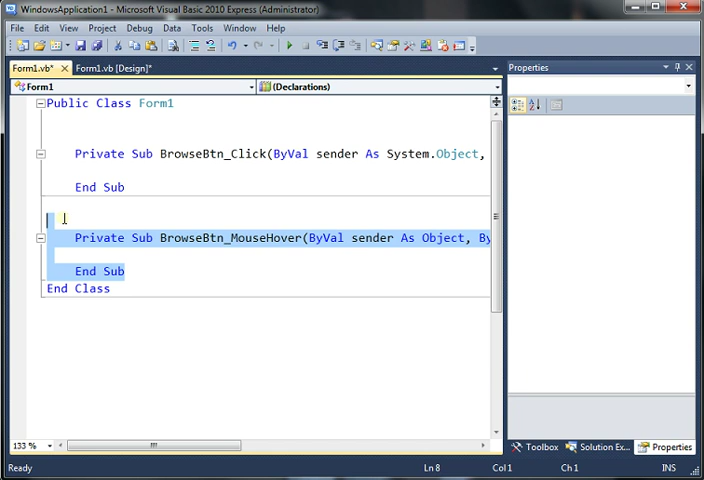 WindowsApplication1 - Microsoft Visual Basic 2010 Express (Administrator)
File Edit View Project Debug Data Tools Window Help
Form1.vb* Form1.vb [Design]*
Form1 (Declarations)
Public Class Form1
Private Sub BrowseBtn_Click(ByVal sender As System.Object,
End Sub
Private Sub BrowseBtn_MouseHover(ByVal sender As Object, By
End Sub
End Class
133 %
Properties
Toolbox Solution Ex... Properties
Ready Ln 8 Col 1 Ch 1 INS